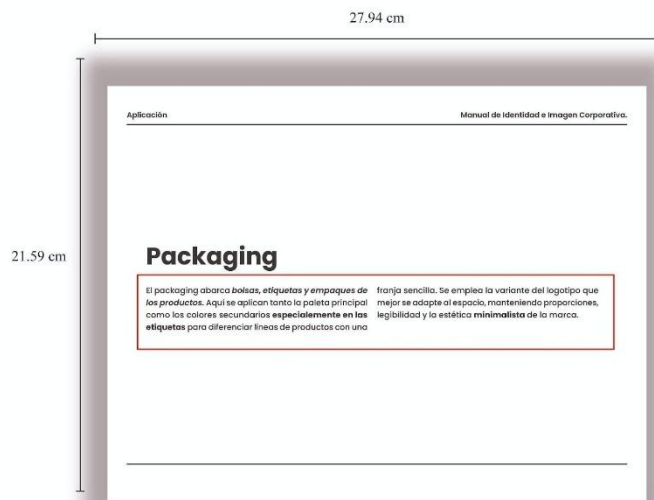 27.94 cm
Aplicación
Manual de Identidad e Imagen Corporativa.
21.59 cm
Packaging
El packaging abarca bolsas, etiquetas y empaques de
los productos. Aquí se aplican tanto la paleta principal
como los colores secundarios especialemente en las
etiquetas para diferenciar líneas de productos con una
franja sencilla. Se emplea la variante del logotipo que
mejor se adapte al espacio, manteniendo proporciones,
legibilidad y la estética minimalista de la marca.